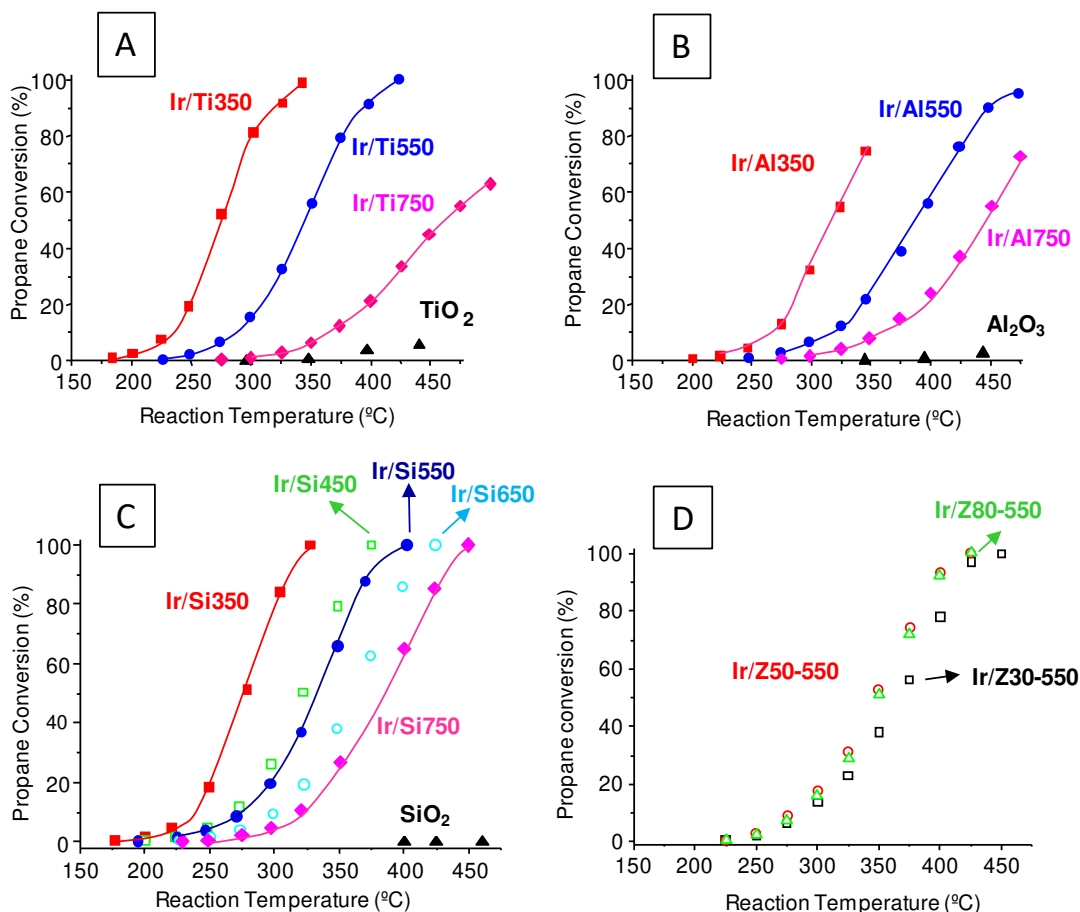 A
Propane Conversion (%)
100
80
60
40
20
0
Ir/Ti350
Ir/Ti550
Ir/Ti750
TiO2
150 200 250 300 350 400 450
Reaction Temperature (ºC)
B
Propane Conversion (%)
100
80
60
40
20
0
Ir/Al550
Ir/Al350
Ir/Al750
Al2O3
150 200 250 300 350 400 450
Reaction Temperature (ºC)
C
Propane Conversion (%)
100
80
60
40
20
0
Ir/Si550
Ir/Si450
Ir/Si650
Ir/Si350
Ir/Si750
SiO2
150 200 250 300 350 400 450
Reaction Temperature (ºC)
D
Propane conversion (%)
100
80
60
40
20
0
Ir/Z80-550
Ir/Z50-550
Ir/Z30-550
150 200 250 300 350 400 450
Reaction Temperature (ºC)